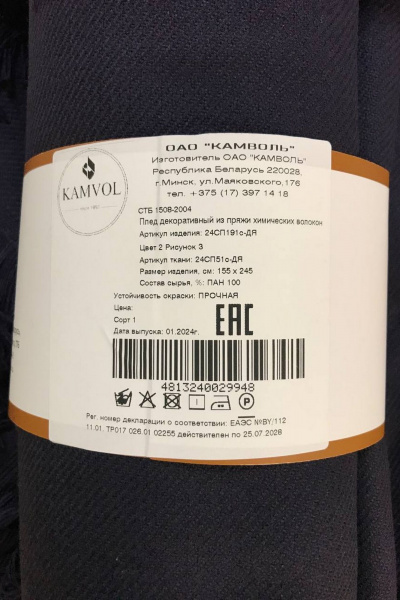 KAMVOL
ОАО "КАМВОЛЬ"
Изготовитель ОАО "КАМВОЛЬ"
Республика Беларусь 220028,
г.Минск, ул.Маяковского,176
тел. +375 (17) 397 14 18
СТБ 1508-2004
Плед декоративный из пряжи химических волокон
Артикул изделия: 24СП191с-ДЯ
Цвет 2 Рисунок 3
Артикул ткани: 24СП51с-ДЯ
Размер изделия, см: 155 x 245
Состав сырья, %: ПАН 100
Устойчивость окраски: ПРОЧНАЯ
Цена:
Сорт 1
Дата выпуска: 01.2024г.
EAC
4813240029948
P
Рег. номер декларации о соответствии: ЕАЭС №BY/112
11.01. ТР017 026.01 02255 действителен по 25.07.2026